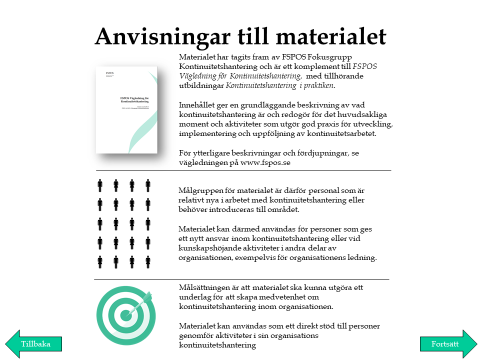 Anvisningar till materialet
Materialet har tagits fram av FSPOS Fokusgrupp
Kontinuitetshantering och är ett komplement till FSPOS
Vägledning för Kontinuitetshantering, med tillhörande
utbildningar Kontinuitetshantering i praktiken.
Innehållet ger en grundläggande beskrivning av vad
kontinuitetshantering är och redogör för det huvudsakliga
moment och aktiviteter som utgör god praxis för utveckling,
implementering och uppföljning av kontinuitetsarbetet.
För ytterligare beskrivningar och fördjupningar, se
vägledningen på www.fspos.se
Målgruppen för materialet är därför personal som är
relativt nya i arbetet med kontinuitetshantering eller
behöver introduceras till området.
Materialet kan därmed användas för personer som ges
ett nytt ansvar inom kontinuitetshantering eller vid
kunskapshöjande aktiviteter i andra delar av
organisationen, exempelvis för organisationens ledning.
Målsättningen är att materialet ska kunna utgöra ett
underlag för att skapa medvetenhet om
kontinuitetshantering inom organisationen.
Materialet kan användas som ett direkt stöd till personer
genomför aktiviteter i sin organisations
kontinuitetshantering
Tillbaka
Fortsätt